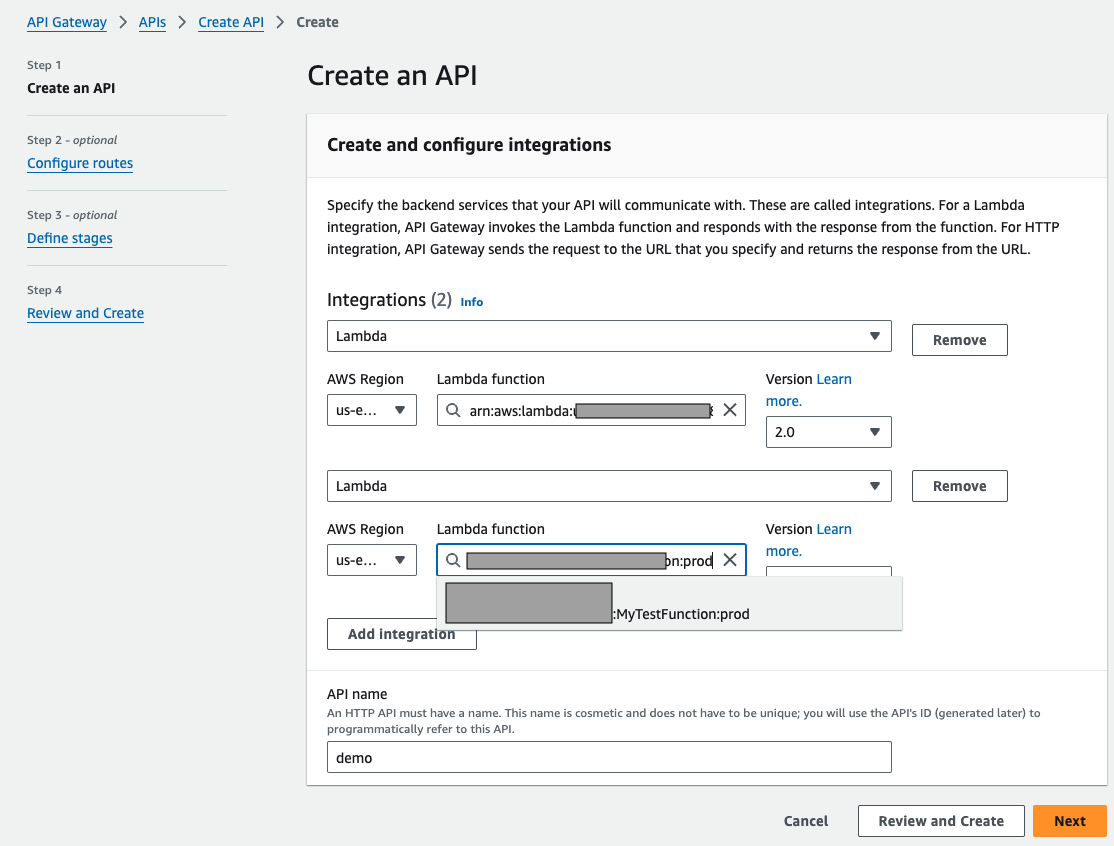 API Gateway > APIs > Create API > Create
Step 1
Create an API
Step 2 - optional
Configure routes
Step 3 - optional
Define stages
Step 4
Review and Create
Create an API
Create and configure integrations
Specify the backend services that your API will communicate with. These are called integrations. For a Lambda
integration, API Gateway invokes the Lambda function and responds with the response from the function. For HTTP
integration, API Gateway sends the request to the URL that you specify and returns the response from the URL.
Integrations (2) Info
Lambda
Remove
AWS Region
Lambda function
Version Learn
more.
us-e...
arn:aws:lambda:
2.0
Lambda
Remove
AWS Region
Lambda function
Version Learn
more.
us-e...
on:prod
:MyTestFunction:prod
Add integration
API name
An HTTP API must have a name. This name is cosmetic and does not have to be unique; you will use the API's ID (generated later) to
programmatically refer to this API.
demo
Cancel
Review and Create
Next